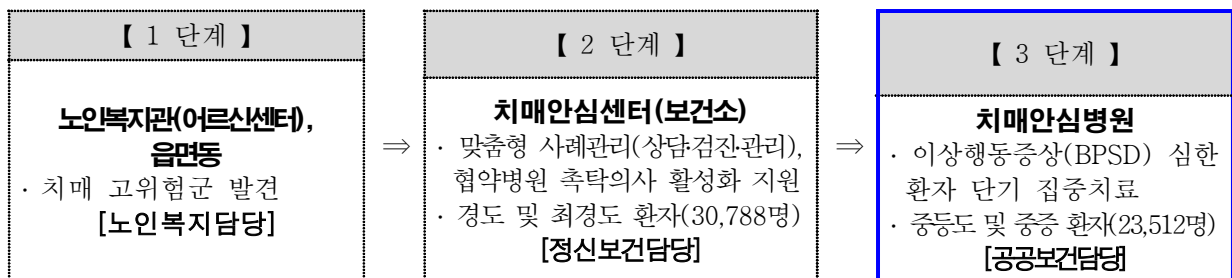 【 1 단계 】
노인복지관(어르신센터),
읍면동
· 치매 고위험군 발견
[노인복지담당]
⇒
【 2 단계 】
치매안심센터(보건소)
· 맞춤형 사례관리(상담·검진·관리),
협약병원 촉탁의사 활성화 지원
· 경도 및 최경도 환자(30,788명)
[정신보건담당]
⇒
【 3 단계 】
치매안심병원
· 이상행동증상(BPSD) 심한
환자 단기 집중치료
· 중등도 및 중증 환자(23,512명)
[공공보건담당]